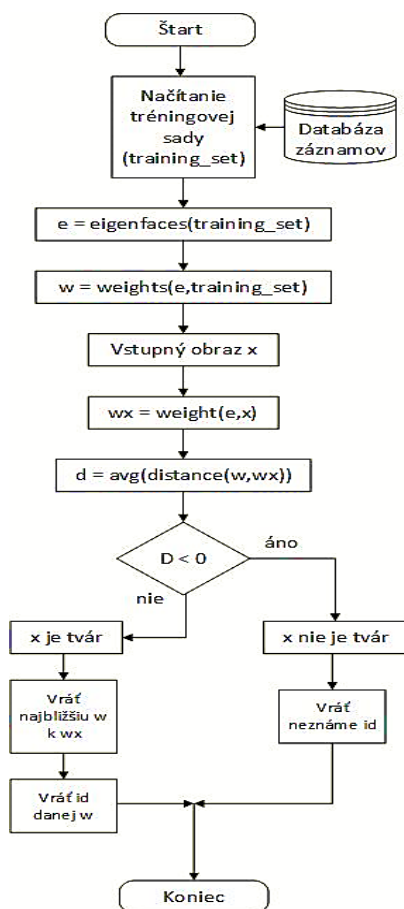 Štart
Načítanie
tréningovej
sady
(training_set)
Databáza
záznamov
e = eigenfaces(training_set)
w = weights(e,training_set)
Vstupný obraz x
wx = weight(e,x)
d = avg(distance(w,wx))
D < 0
áno
nie
x je tvár
x nie je tvár
Vráť
najbližšiu w
k wx
Vráť
neznáme id
Vráť id
danej w
Koniec